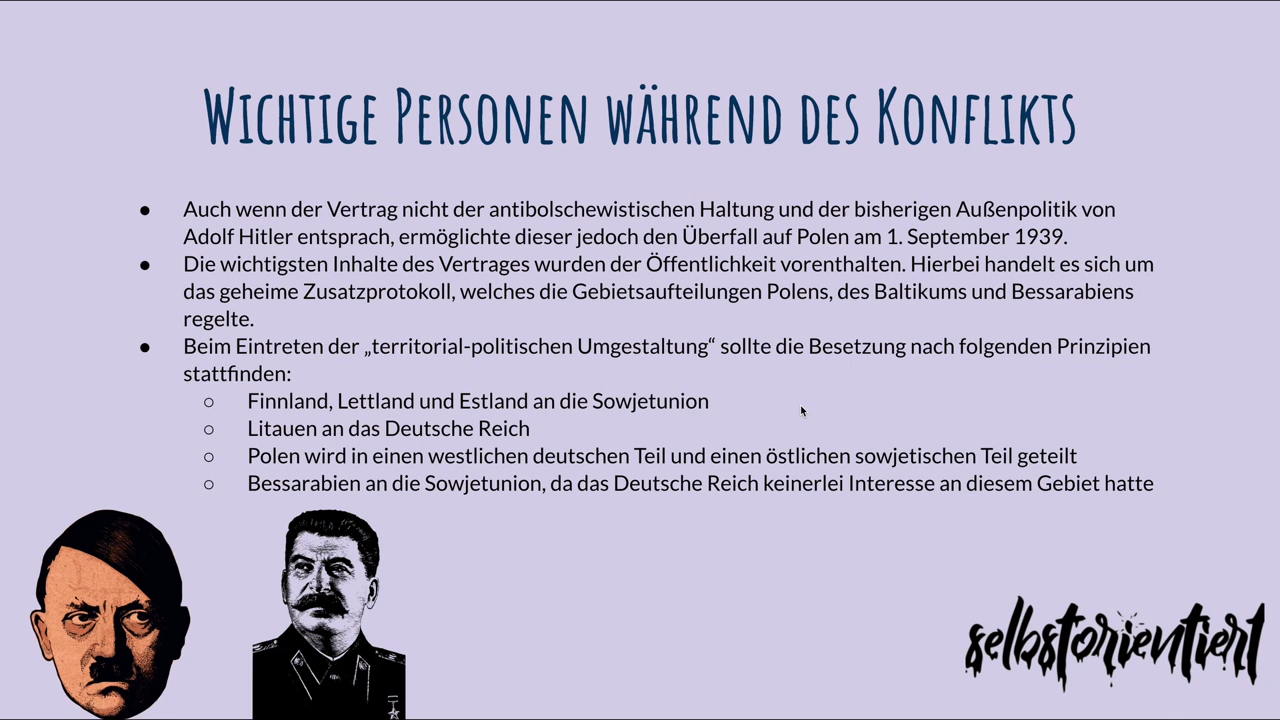 Wichtige Personen während des Konflikts
● Auch wenn der Vertrag nicht der antibolschewistischen Haltung und der bisherigen Außenpolitik von
Adolf Hitler entsprach, ermöglichte dieser jedoch den Überfall auf Polen am 1. September 1939.
● Die wichtigsten Inhalte des Vertrages wurden der Öffentlichkeit vorenthalten. Hierbei handelt es sich um
das geheime Zusatzprotokoll, welches die Gebietsaufteilungen Polens, des Baltikums und Bessarabiens
regelte.
● Beim Eintreten der „territorial-politischen Umgestaltung“ sollte die Besetzung nach folgenden Prinzipien
stattfinden:
○ Finnland, Lettland und Estland an die Sowjetunion
○ Litauen an das Deutsche Reich
○ Polen wird in einen westlichen deutschen Teil und einen östlichen sowjetischen Teil geteilt
○ Bessarabien an die Sowjetunion, da das Deutsche Reich keinerlei Interesse an diesem Gebiet hatte
selbstorientiert